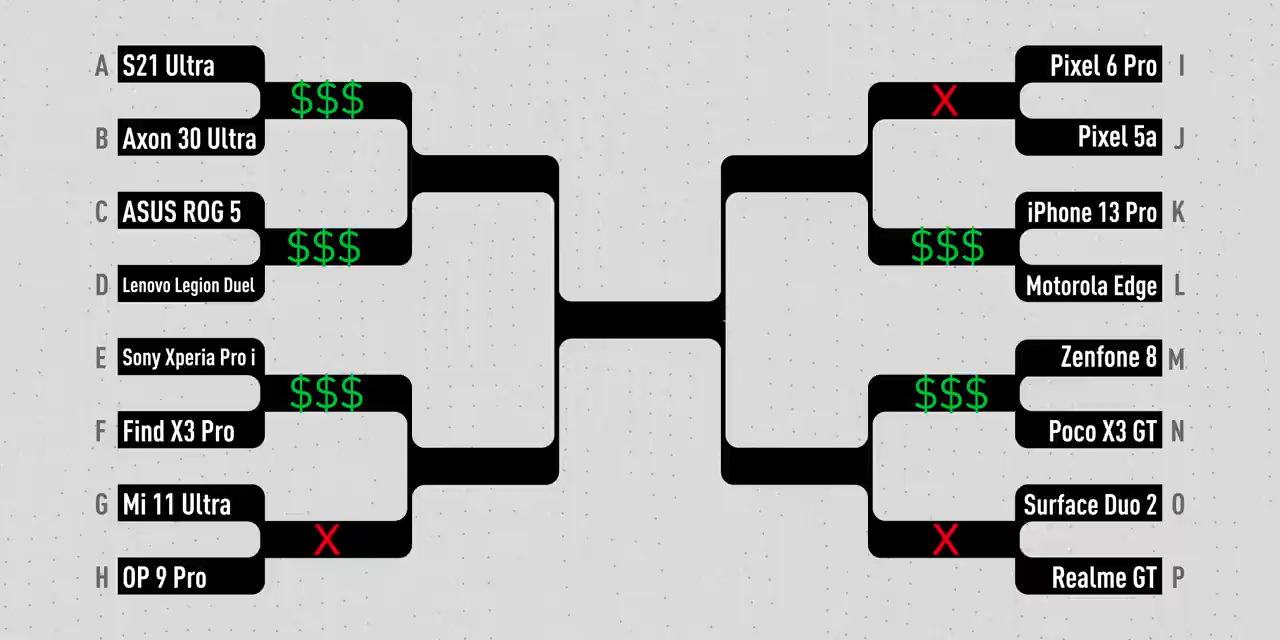 A S21 Ultra
$$$
B Axon 30 Ultra
C ASUS ROG 5
$$$
D Lenovo Legion Duel
E Sony Xperia Pro i
$$$
F Find X3 Pro
G Mi 11 Ultra
X
H OP 9 Pro
Pixel 6 Pro I
X
Pixel 5a J
iPhone 13 Pro K
$$$
Motorola Edge L
Zenfone 8 M
$$$
Poco X3 GT N
Surface Duo 2 O
X
Realme GT P